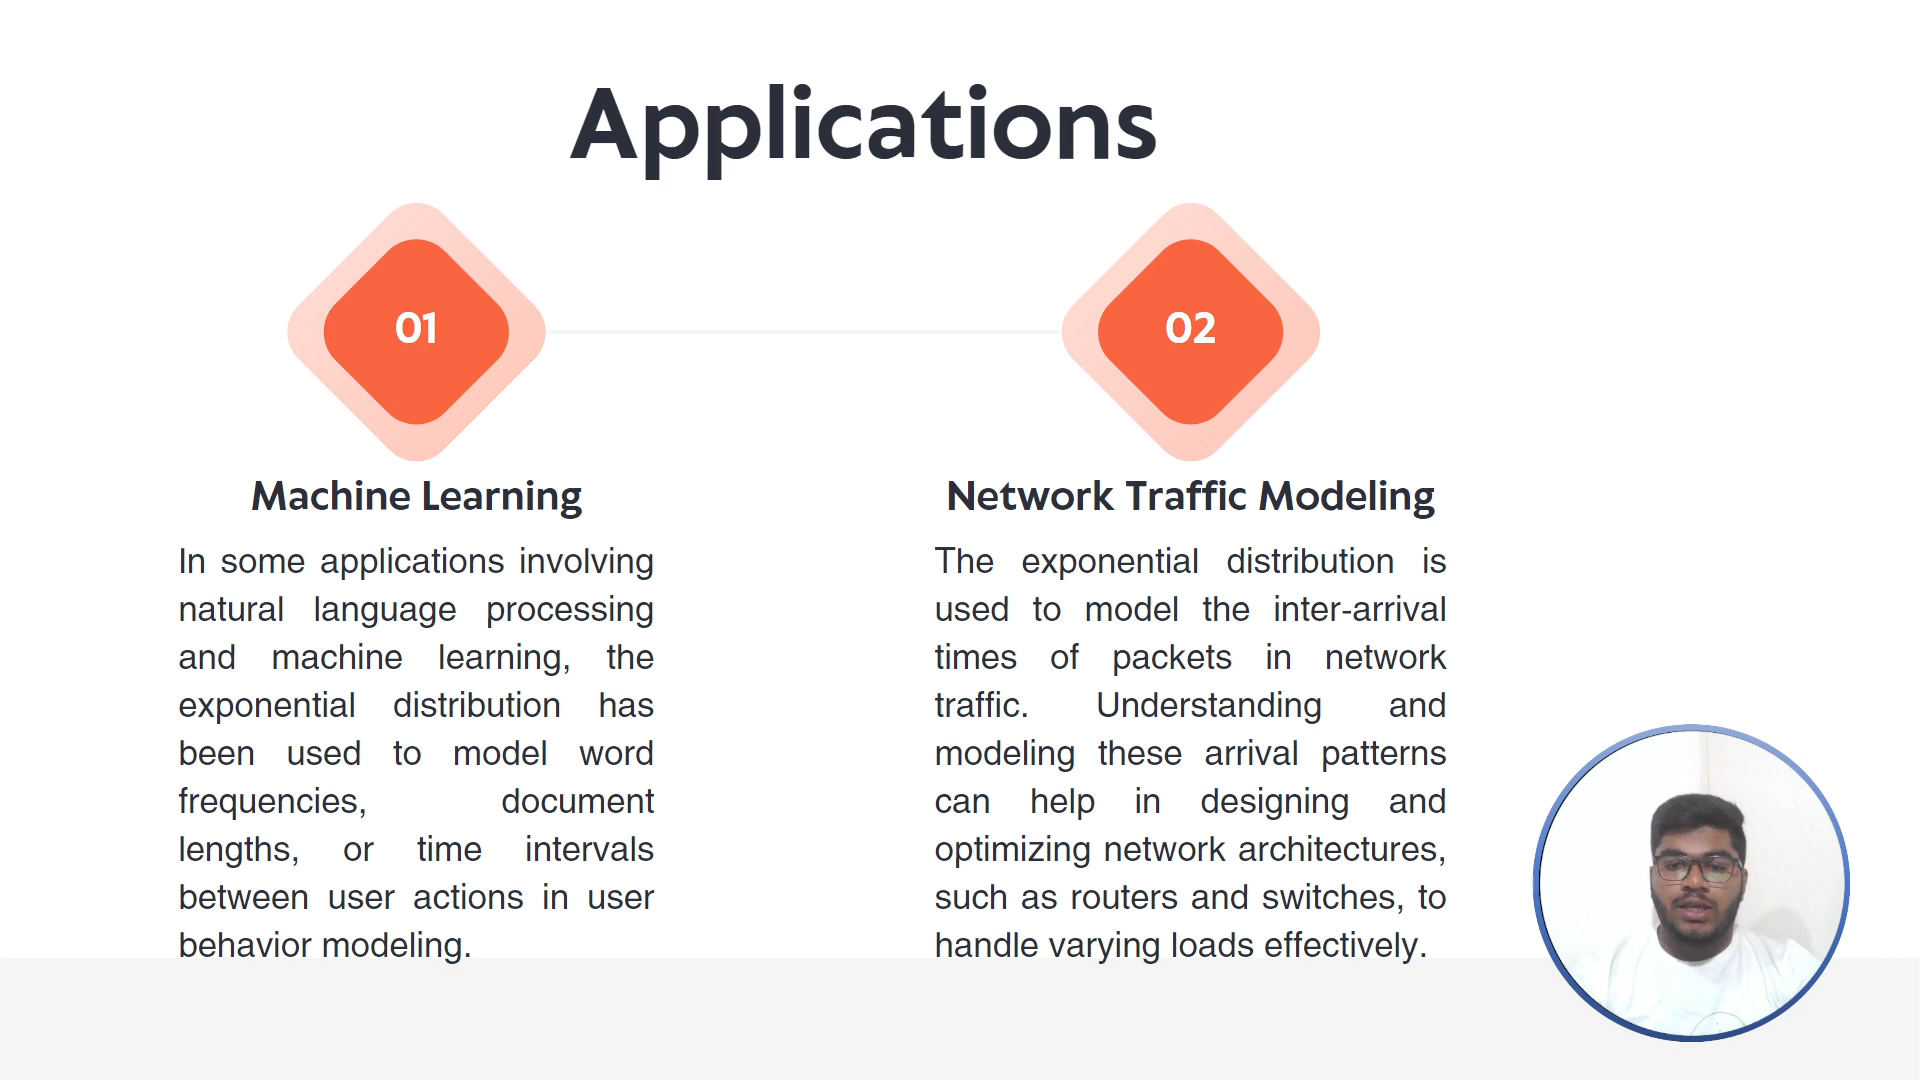 Applications
01
02
Machine Learning
In some applications involving
natural language processing
and machine learning, the
exponential distribution has
been used to model word
frequencies, document
lengths, or time intervals
between user actions in user
behavior modeling.
Network Traffic Modeling
The exponential distribution is
used to model the inter-arrival
times of packets in network
traffic. Understanding and
modeling these arrival patterns
can help in designing and
optimizing network architectures,
such as routers and switches, to
handle varying loads effectively.